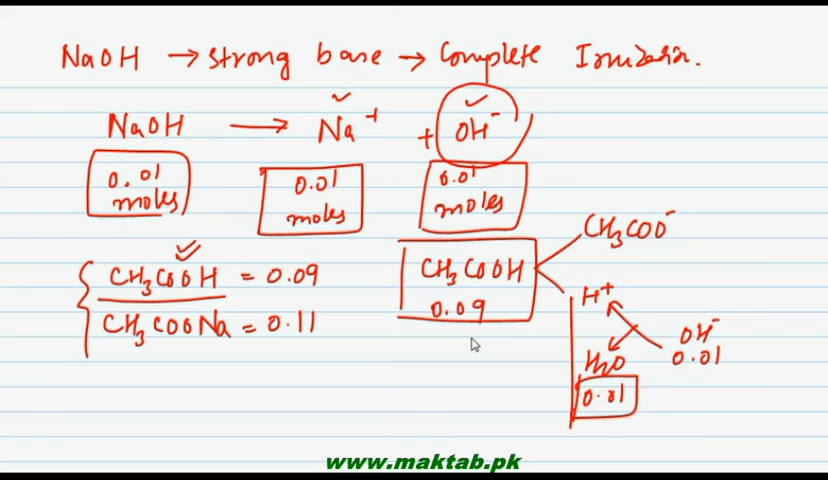 NaOH → strong base → Complete Ionization.
NaOH → Na⁺ + OH⁻
0.01 moles
0.01 moles
0.01 moles
CH₃COOH = 0.09
CH₃COONa = 0.11
CH₃COOH
0.09
CH₃COO⁻
H⁺
OH⁻
0.01
H₂O
0.01
www.maktab.pk